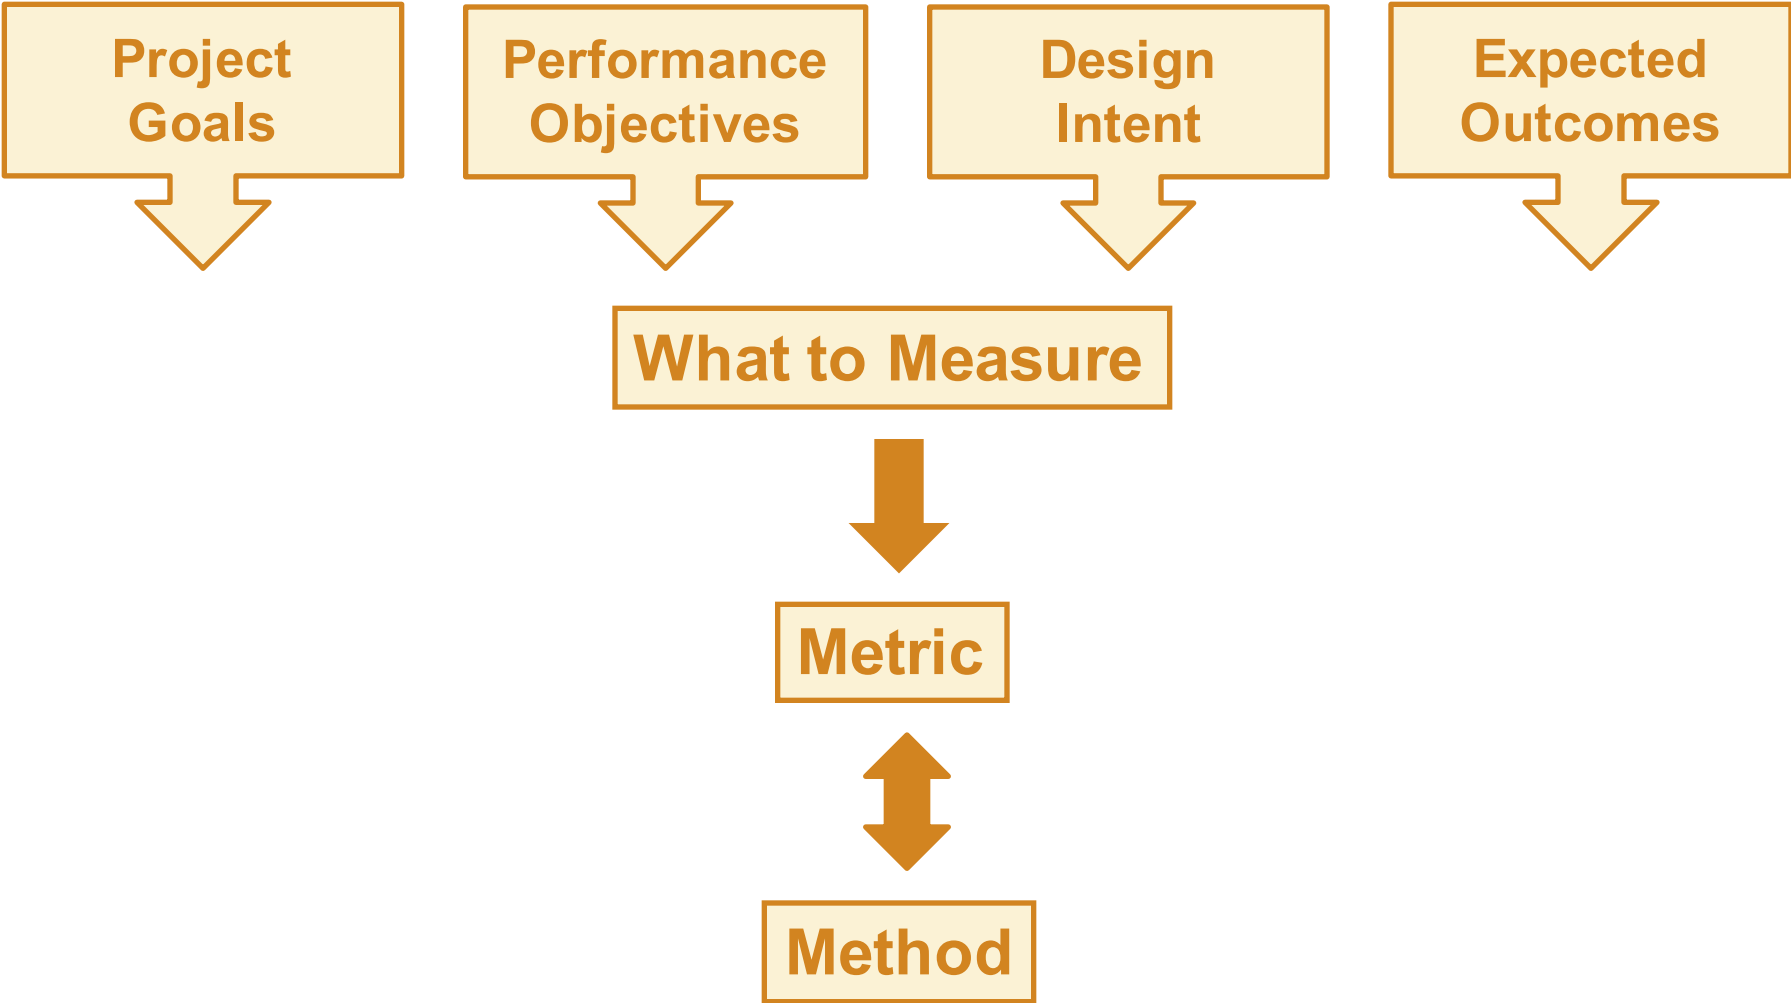 Project
Goals
Performance
Objectives
Design
Intent
Expected
Outcomes
What to Measure
Metric
Method